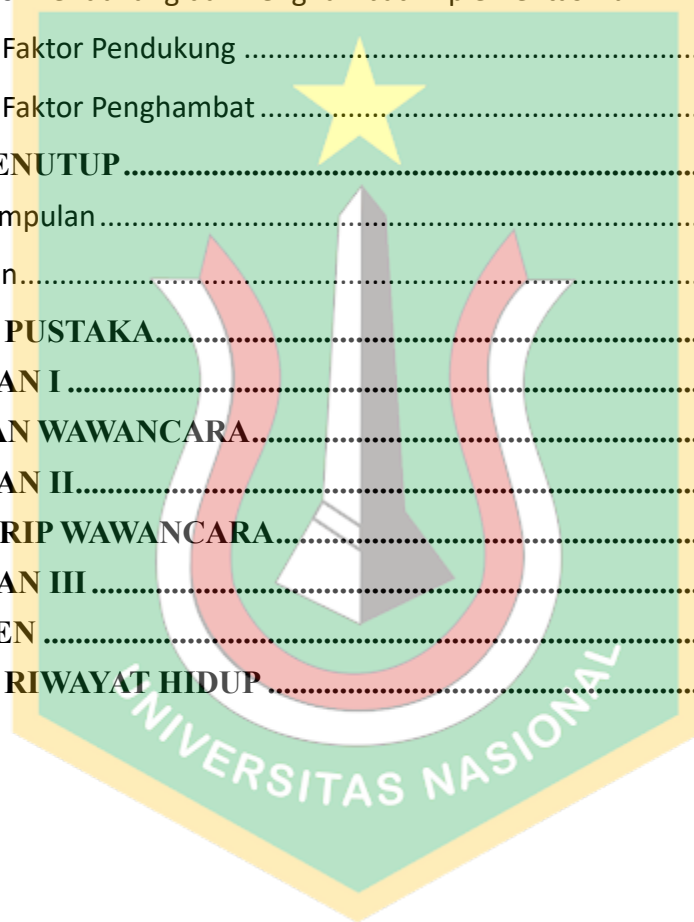 Faktor Pendukung ..........................................................
Faktor Penghambat ..........................................................
ENUTUP..........................................................
mpulan ..........................................................
n..........................................................
PUSTAKA..........................................................
AN I ..........................................................
AN WAWANCARA..........................................................
AN II..........................................................
RIP WAWANCARA..........................................................
AN III ..........................................................
EN ..........................................................
RIWAYAT HIDUP ..........................................................
UNIVERSITAS NASIONAL